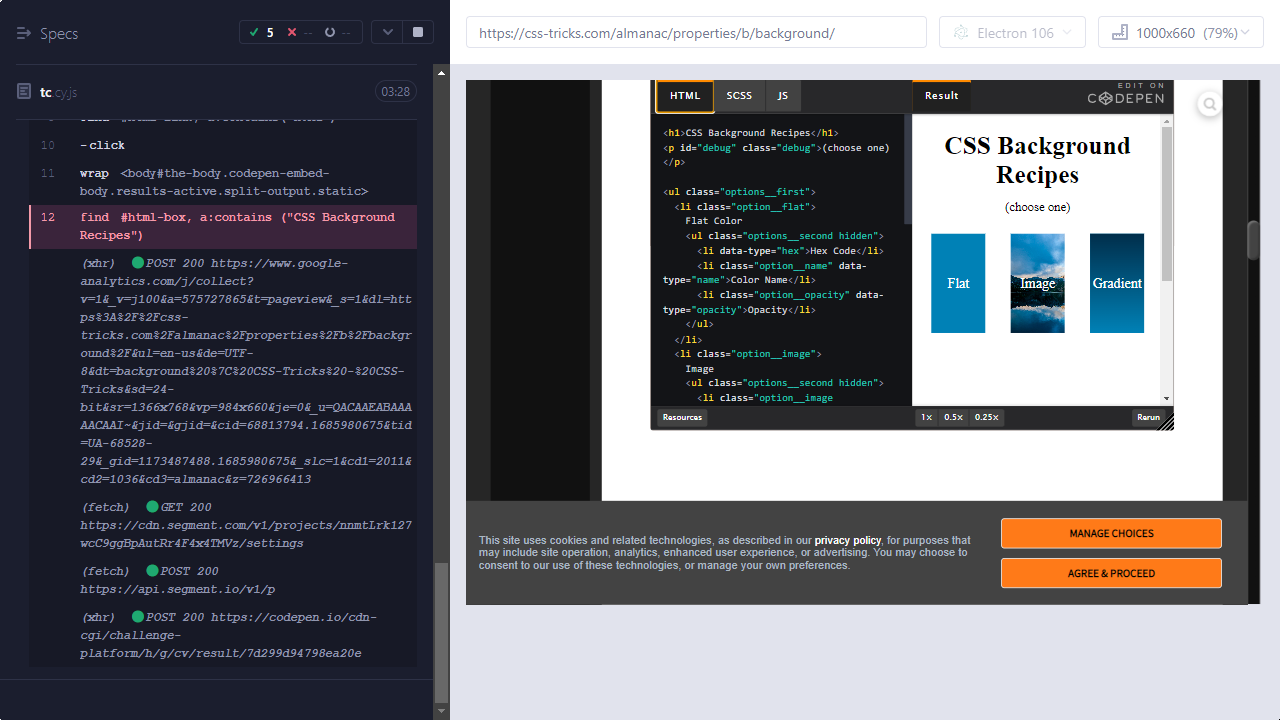 Specs
5
--
--
https://css-tricks.com/almanac/properties/b/background/
Electron 106
1000x660 (79%)
tc.cy.js
03:28
10 -click
11 wrap <body#the-body.codepen-embed-
body.results-active.split-output.static>
12 find #html-box, a:contains ("CSS Background
Recipes")
(xhr) POST 200 https://www.google-
analytics.com/j/collect?
v=1&_v=j100&a=575727865&t=pageview&_s=1&dl=htt
ps%3A%2F%2Fcss-
tricks.com%2Falmanac%2Fproperties%2Fb%2Fbackgr
ound%2F&ul=en-us&de=UTF-
8&dt=background%20%7C%20CSS-Tricks%20-%20CSS-
Tricks&sd=24-
bit&sr=1366x768&vp=984x660&je=0&_u=QACAAEABAAA
AACAAI~&jid=&gjid=&cid=68813794.1685980675&tid
=UA-68528-
29&_gid=1173487488.1685980675&_slc=1&cd1=2011&
cd2=1036&cd3=almanac&z=726966413
(fetch) GET 200
https://cdn.segment.com/v1/projects/nnmtLrk127
wcC9ggBpAutRr4F4x4TMVz/settings
(fetch) POST 200
https://api.segment.io/v1/p
(xhr) POST 200 https://codepen.io/cdn-
cgi/challenge-
platform/h/g/cv/result/7d299d94798ea20e
HTML
SCSS
JS
Result
EDIT ON
CODEPEN
<h1>CSS Background Recipes</h1>
<p id="debug" class="debug">(choose one)
</p>
<ul class="options__first">
<li class="option__flat">
Flat Color
<ul class="options__second hidden">
<li data-type="hex">Hex Code</li>
<li class="option__name" data-
type="name">Color Name</li>
<li class="option__opacity" data-
type="opacity">Opacity</li>
</ul>
</li>
<li class="option__image">
Image
<ul class="options__second hidden">
<li class="option__image
CSS Background
Recipes
(choose one)
Flat
Image
Gradient
Resources
1×
0.5×
0.25×
Rerun
This site uses cookies and related technologies, as described in our privacy policy, for purposes that
may include site operation, analytics, enhanced user experience, or advertising. You may choose to
consent to our use of these technologies, or manage your own preferences.
MANAGE CHOICES
AGREE & PROCEED